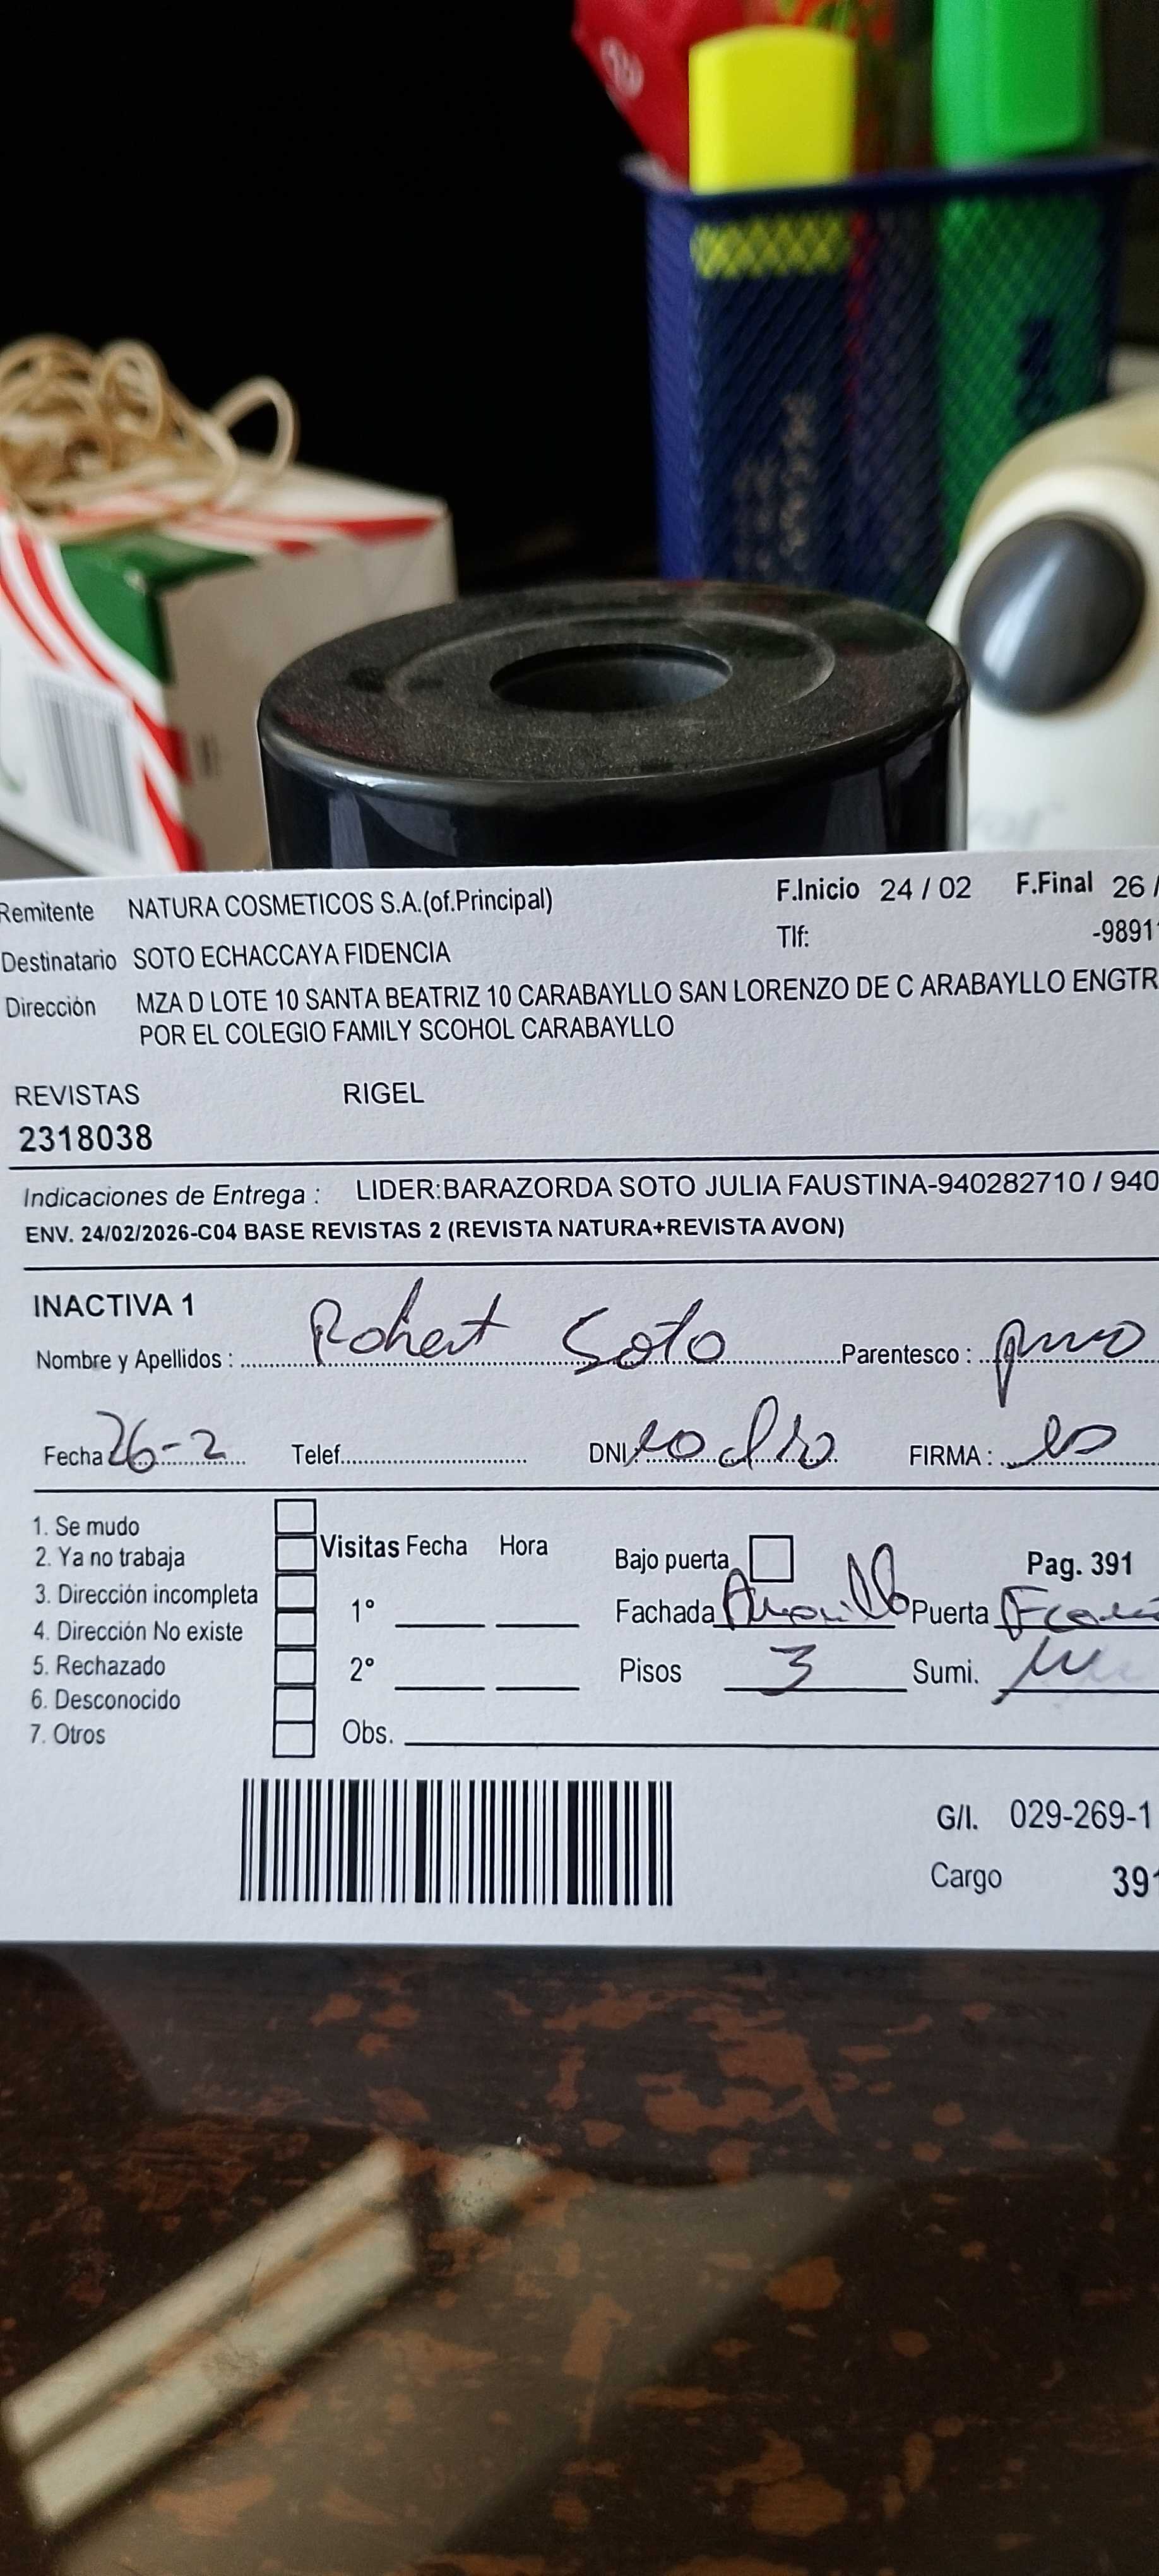 Remitente NATURA COSMETICOS S.A.(of.Principal) F.Inicio 24 / 02 F.Final 26 /
Destinatario SOTO ECHACCAYA FIDENCIA Tlf: -9891
Dirección MZA D LOTE 10 SANTA BEATRIZ 10 CARABAYLLO SAN LORENZO DE C ARABAYLLO ENGTR
POR EL COLEGIO FAMILY SCOHOL CARABAYLLO
REVISTAS RIGEL
2318038
Indicaciones de Entrega : LIDER:BARAZORDA SOTO JULIA FAUSTINA-940282710 / 940
ENV. 24/02/2026-C04 BASE REVISTAS 2 (REVISTA NATURA+REVISTA AVON)
INACTIVA 1
Nombre y Apellidos : Robert Soto Parentesco :
Fecha 26-2 Telef. DNI: FIRMA :
1. Se mudo
2. Ya no trabaja Visitas Fecha Hora Bajo puerta Pag. 391
3. Dirección incompleta 1° Fachada Amarillo Puerta
4. Dirección No existe
5. Rechazado 2° Pisos 3 Sumi.
6. Desconocido
7. Otros Obs.
G/I. 029-269-1
Cargo 391